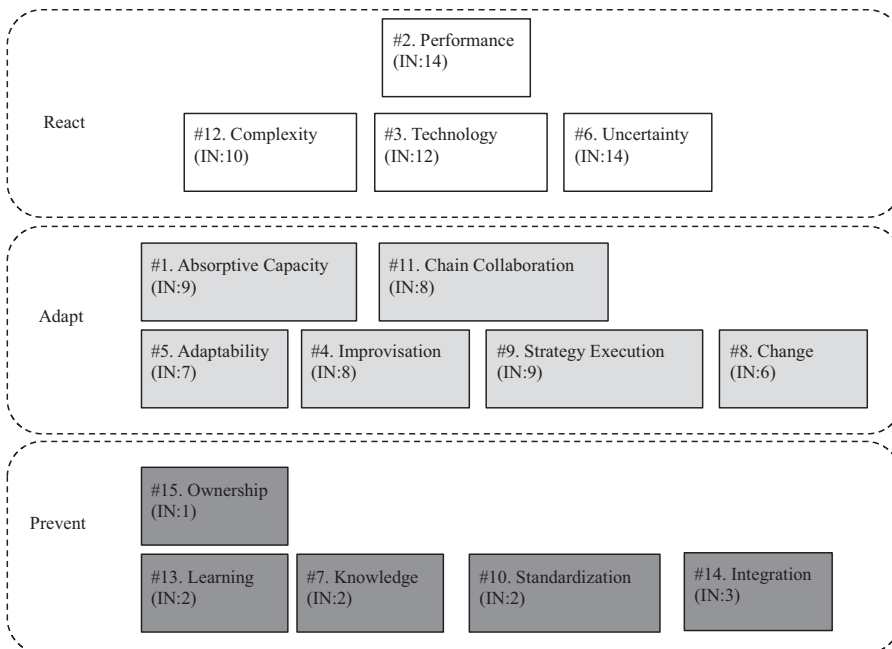 #2. Performance
(IN:14)
React
#12. Complexity
(IN:10)
#3. Technology
(IN:12)
#6. Uncertainty
(IN:14)
#1. Absorptive Capacity
(IN:9)
#11. Chain Collaboration
(IN:8)
Adapt
#5. Adaptability
(IN:7)
#4. Improvisation
(IN:8)
#9. Strategy Execution
(IN:9)
#8. Change
(IN:6)
#15. Ownership
(IN:1)
Prevent
#13. Learning
(IN:2)
#7. Knowledge
(IN:2)
#10. Standardization
(IN:2)
#14. Integration
(IN:3)